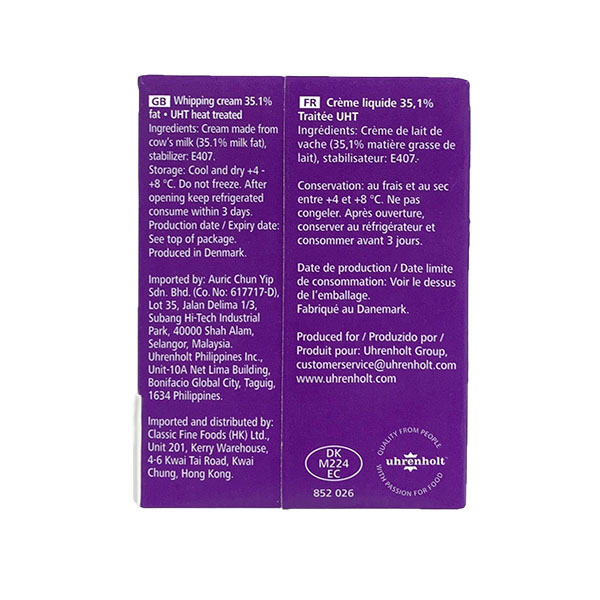 GB Whipping cream 35.1%
fat • UHT heat treated
Ingredients: Cream made from
cow's milk (35.1% milk fat),
stabilizer: E407.
Storage: Cool and dry +4 -
+8 °C. Do not freeze. After
opening keep refrigerated
consume within 3 days.
Production date / Expiry date:
See top of package.
Produced in Denmark.
Imported by: Auric Chun Yip
Sdn. Bhd. (Co. No: 617717-D),
Lot 35, Jalan Delima 1/3,
Subang Hi-Tech Industrial
Park, 40000 Shah Alam,
Selangor, Malaysia.
Uhrenholt Philippines Inc.,
Unit-10A Net Lima Building,
Bonifacio Global City, Taguig,
1634 Philippines.
Imported and distributed by:
Classic Fine Foods (HK) Ltd.,
Unit 201, Kerry Warehouse,
4-6 Kwai Tai Road, Kwai
Chung, Hong Kong.
FR Crème liquide 35,1%
Traitée UHT
Ingrédients: Crème de lait de
vache (35,1% matière grasse de
lait), stabilisateur: E407.
Conservation: au frais et au sec
entre +4 et +8 °C. Ne pas
congeler. Après ouverture,
conserver au réfrigérateur et
consommer avant 3 jours.
Date de production / Date limite
de consommation: Voir le dessus
de l'emballage.
Fabriqué au Danemark.
Produced for / Produzido por /
Produit pour: Uhrenholt Group,
customerservice@uhrenholt.com
www.uhrenholt.com
DK
M224
EC
852 026
QUALITY FROM PEOPLE
uhrenholt
WITH PASSION FOR FOOD